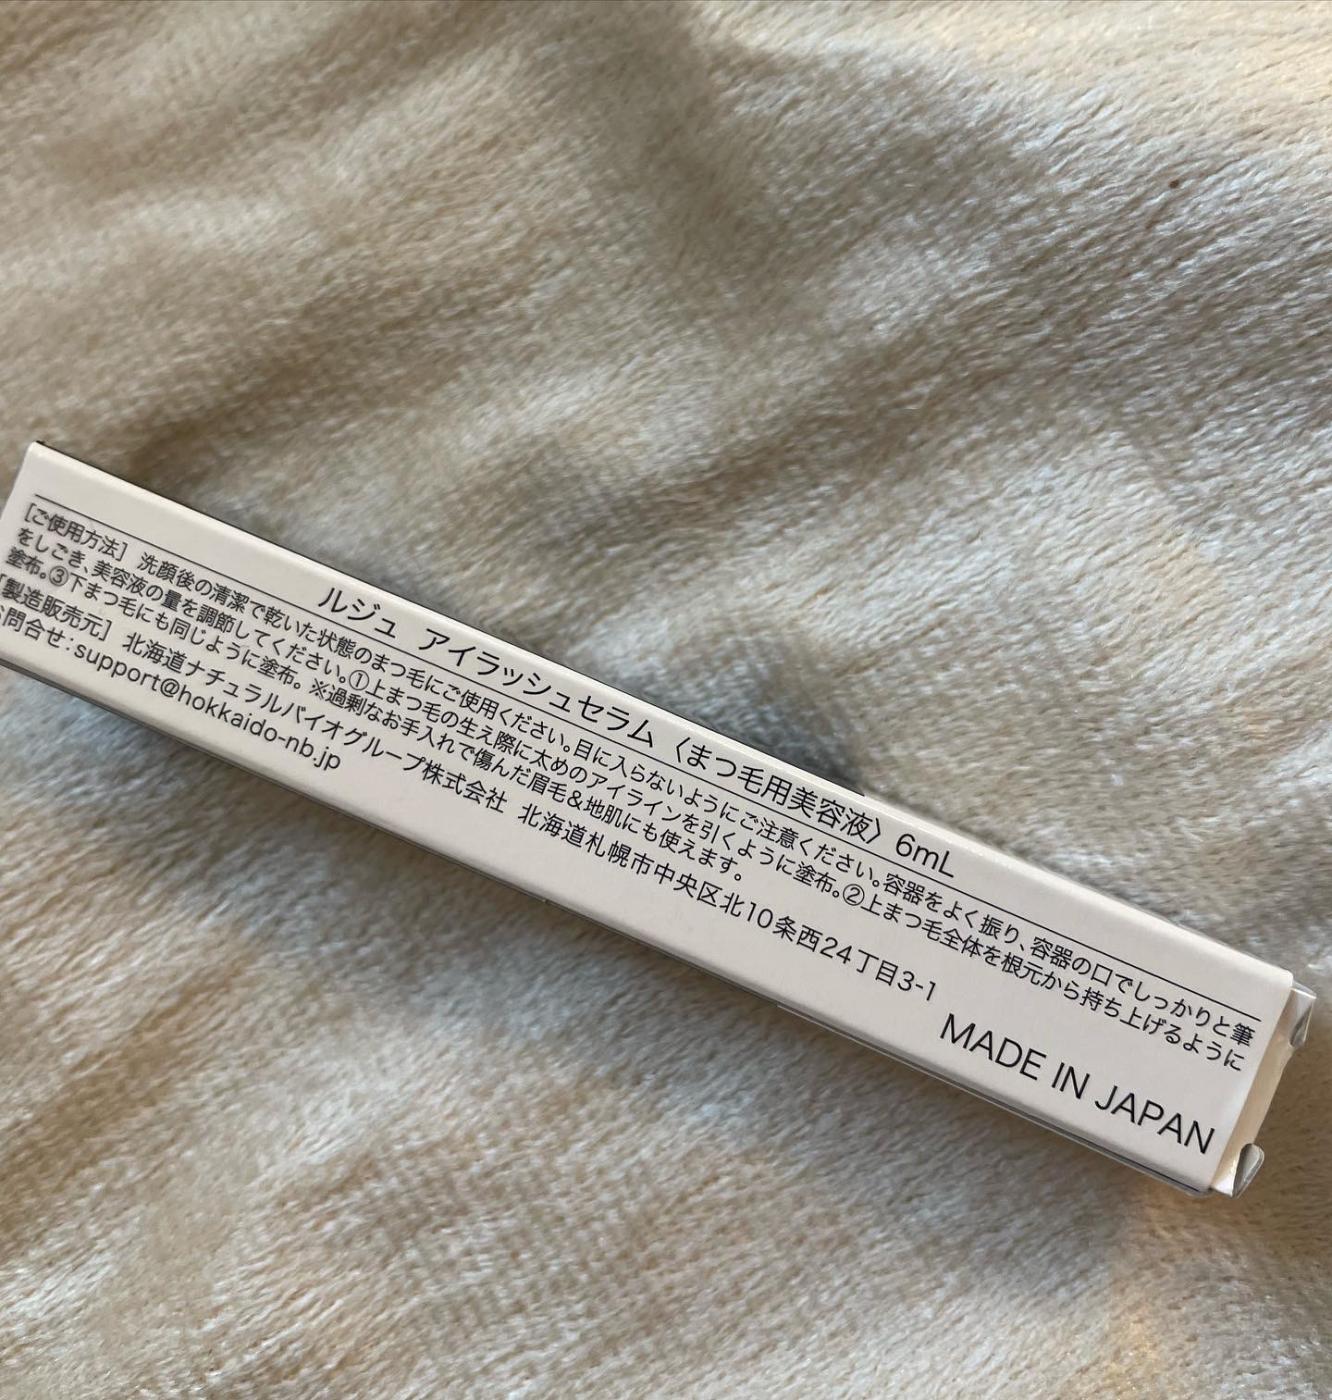 ルジュ アイラッシュセラム〈まつ毛用美容液〉6mL
[ご使用方法] 洗顔後の清潔で乾いた状態のまつ毛にご使用ください。目に入らないようにご注意ください。容器をよく振り、容器の口でしっかりと筆
をしごき、美容液の量を調節してください。①上まつ毛の生え際に太めのアイラインを引くように塗布。②上まつ毛全体を根元から持ち上げるように
塗布。③下まつ毛にも同じように塗布。※過剰なお手入れで傷んだ眉毛&地肌にも使えます。
[製造販売元] 北海道ナチュラルバイオグループ株式会社 北海道札幌市中央区北10条西24丁目3-1
お問合せ:support@hokkaido-nb.jp
MADE IN JAPAN